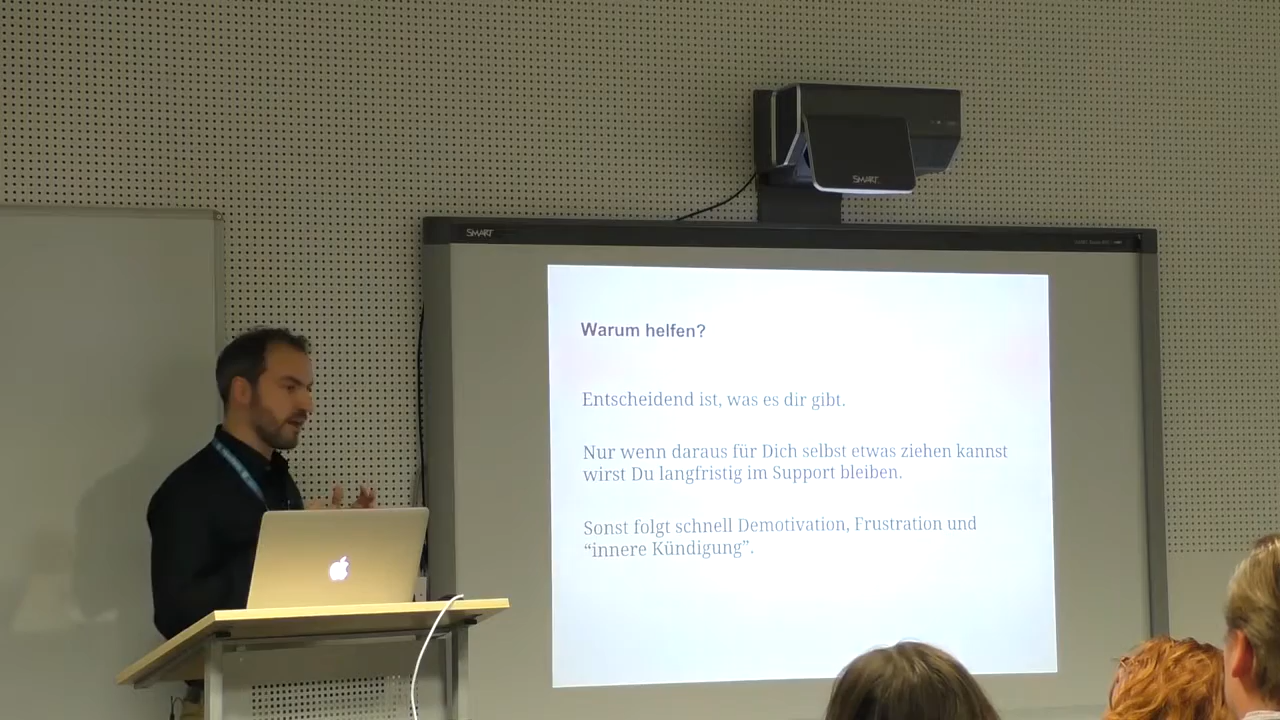 SMART
SMART
Warum helfen?
Entscheidend ist, was es dir gibt.
Nur wenn daraus für Dich selbst etwas ziehen kannst
wirst Du langfristig im Support bleiben.
Sonst folgt schnell Demotivation, Frustration und
“innere Kündigung”.